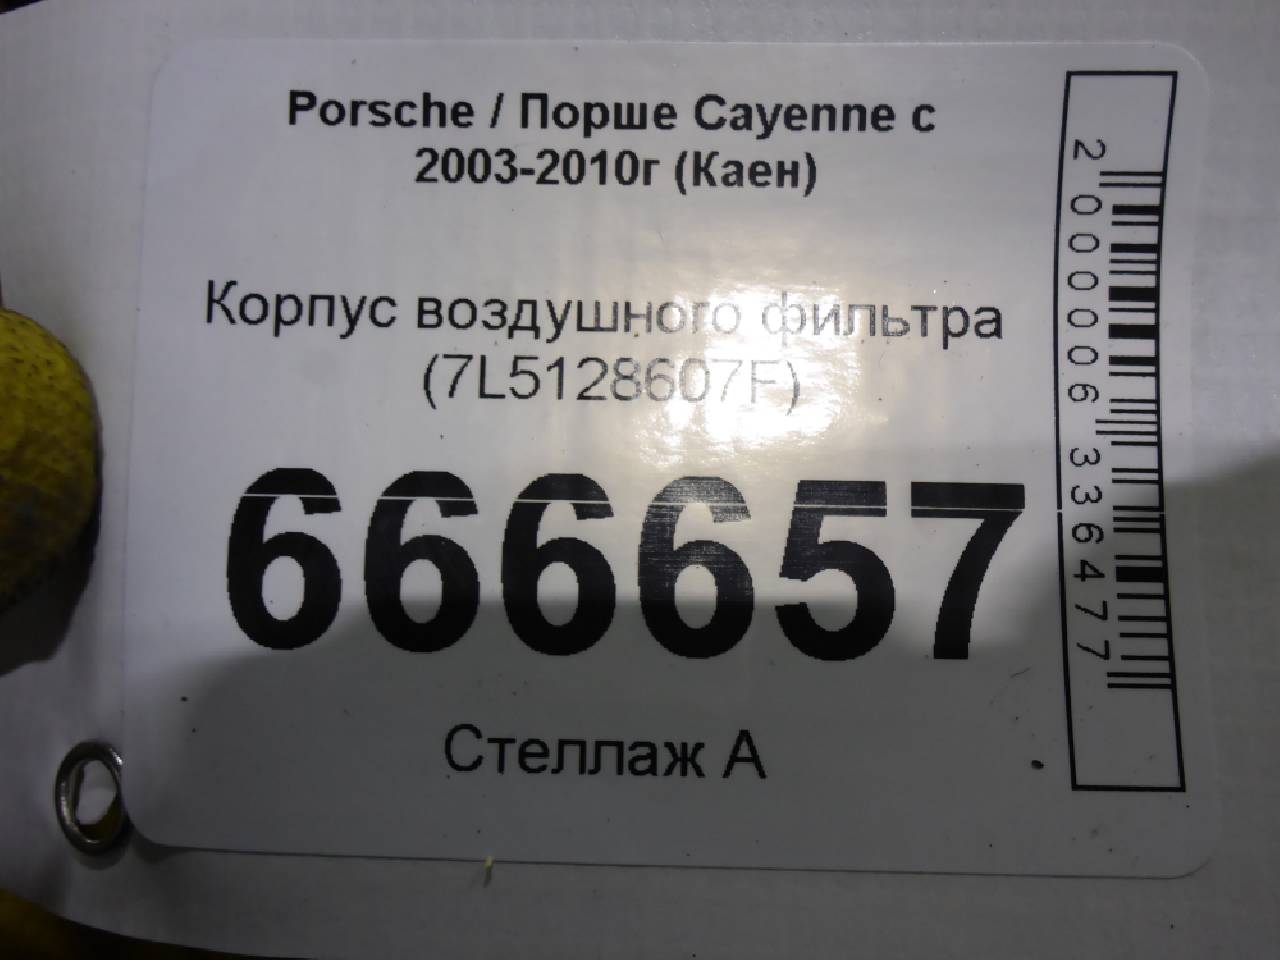 Porsche / Порше Cayenne с
2003-2010г (Каен)
Корпус воздушного фильтра
(7L5128607F)
666657
Стеллаж А
2000006336477